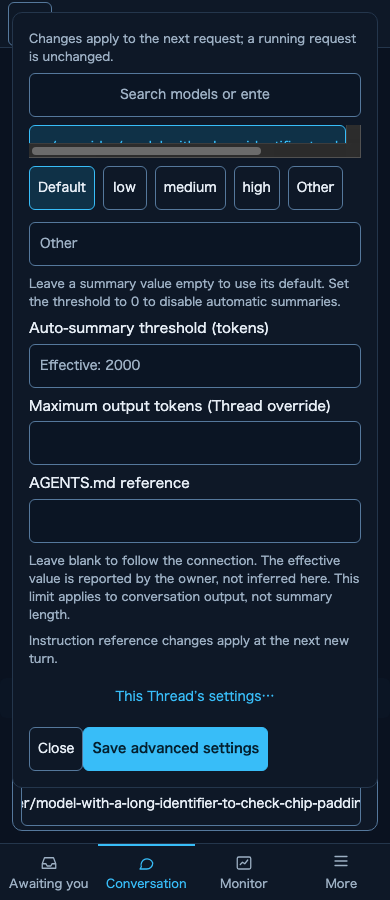 Changes apply to the next request; a running request
is unchanged.
Search models or ente
Default
low
medium
high
Other
Other
Leave a summary value empty to use its default. Set
the threshold to 0 to disable automatic summaries.
Auto-summary threshold (tokens)
Effective: 2000
Maximum output tokens (Thread override)
AGENTS.md reference
Leave blank to follow the connection. The effective
value is reported by the owner, not inferred here. This
limit applies to conversation output, not summary
length.
Instruction reference changes apply at the next new
turn.
This Thread's settings…
Close
Save advanced settings
er/model-with-a-long-identifier-to-check-chip-paddin
Awaiting you
Conversation
Monitor
More